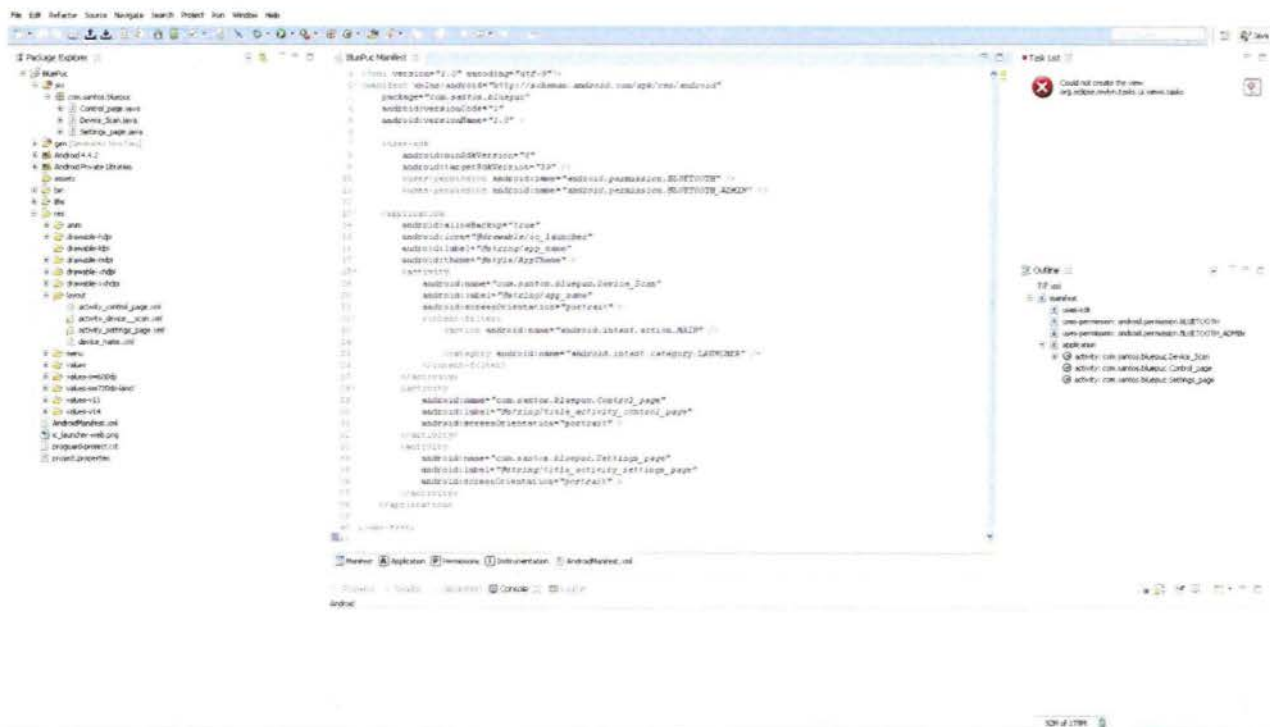 File Edit Refactor Source Navigate Search Project Run Window Help
Java
Package Explorer
BluePuc
src
com.santos.bluepuc
Control_page.java
Device_Scan.java
Settings_page.java
gen [Generated Java Files]
Android 4.4.2
Android Private Libraries
assets
bin
libs
res
drawable-hdpi
drawable-ldpi
drawable-mdpi
drawable-xhdpi
drawable-xxhdpi
layout
activity_control_page.xml
activity_device__scan.xml
activity_settings_page.xml
device_name.xml
menu
values
values-sw600dp
values-sw720dp-land
values-v11
values-v14
AndroidManifest.xml
ic_launcher-web.png
proguard-project.txt
project.properties
BluePuc Manifest
<?xml version="1.0" encoding="utf-8"?>
<manifest xmlns:android="http://schemas.android.com/apk/res/android"
package="com.santos.bluepuc"
android:versionCode="1"
android:versionName="1.0" >
<uses-sdk
android:minSdkVersion="8"
android:targetSdkVersion="19" />
<uses-permission android:name="android.permission.BLUETOOTH" />
<uses-permission android:name="android.permission.BLUETOOTH_ADMIN" />
<application
android:allowBackup="true"
android:icon="@drawable/ic_launcher"
android:label="@string/app_name"
android:theme="@style/AppTheme" >
<activity
android:name="com.santos.bluepuc.Device_Scan"
android:label="@string/app_name"
android:screenOrientation="portrait" >
<intent-filter>
<action android:name="android.intent.action.MAIN" />
<category android:name="android.intent.category.LAUNCHER" />
</intent-filter>
</activity>
<activity
android:name="com.santos.bluepuc.Control_page"
android:label="@string/title_activity_control_page"
android:screenOrientation="portrait" >
</activity>
<activity
android:name="com.santos.bluepuc.Settings_page"
android:label="@string/title_activity_settings_page"
android:screenOrientation="portrait" >
</activity>
</application>
</manifest>
Manifest Application Permissions Instrumentation AndroidManifest.xml
Console
Android
Task List
Could not create the view:
org.eclipse.mylyn.tasks.ui.views.tasks
Outline
manifest
uses-sdk
uses-permission: android.permission.BLUETOOTH
uses-permission: android.permission.BLUETOOTH_ADMIN
application
activity: com.santos.bluepuc.Device_Scan
activity: com.santos.bluepuc.Control_page
activity: com.santos.bluepuc.Settings_page